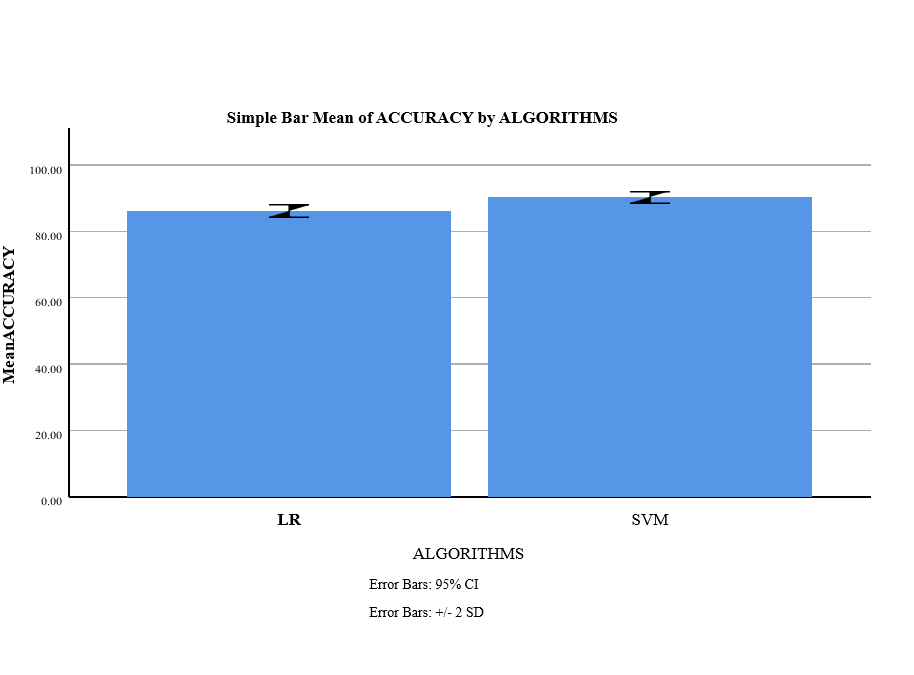 Simple Bar Mean of ACCURACY by ALGORITHMS
MeanACCURACY
100.00
80.00
60.00
40.00
20.00
0.00
LR SVM
ALGORITHMS
Error Bars: 95% CI
Error Bars: +/- 2 SD